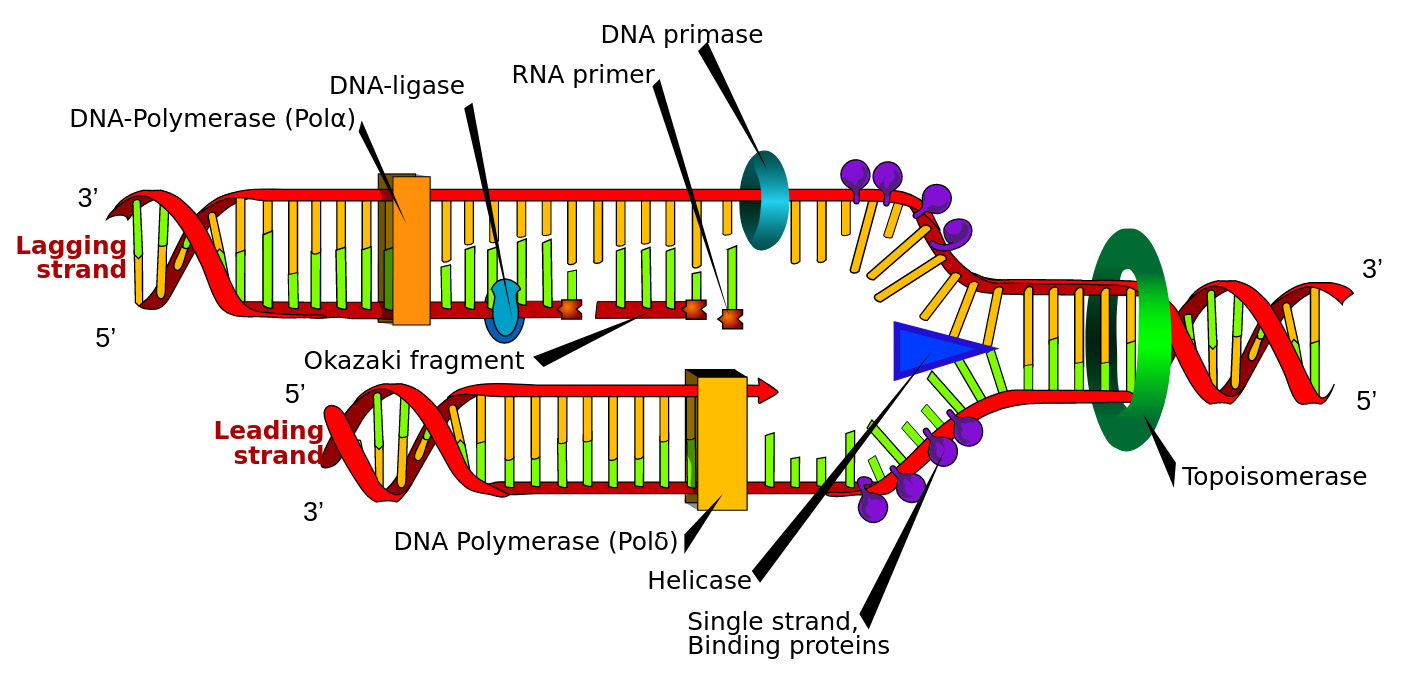 DNA primase
RNA primer
DNA-ligase
DNA-Polymerase (Polα)
3’
Lagging
strand
5’
Okazaki fragment
5’
Leading
strand
3’
DNA Polymerase (Polδ)
Helicase
Single strand,
Binding proteins
3’
5’
Topoisomerase